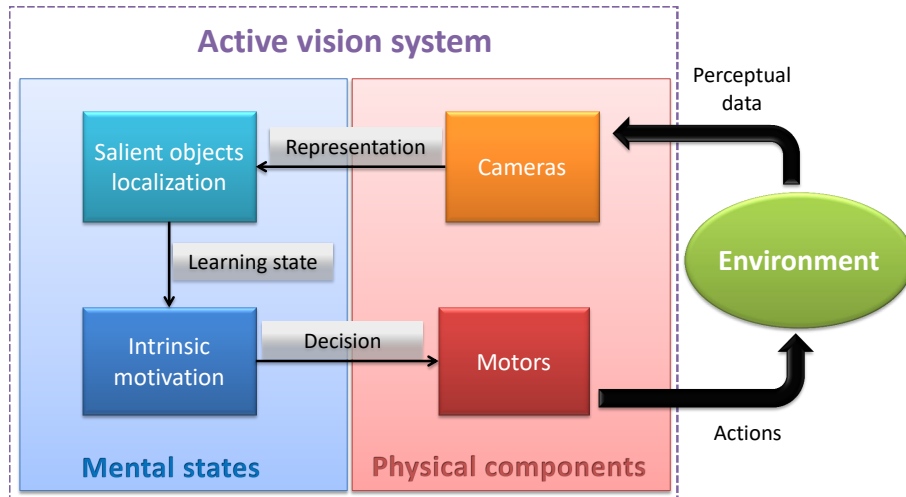 Active vision system
Perceptual
data
Salient objects
localization
Representation
Cameras
Environment
Learning state
Intrinsic
motivation
Decision
Motors
Actions
Mental states
Physical components